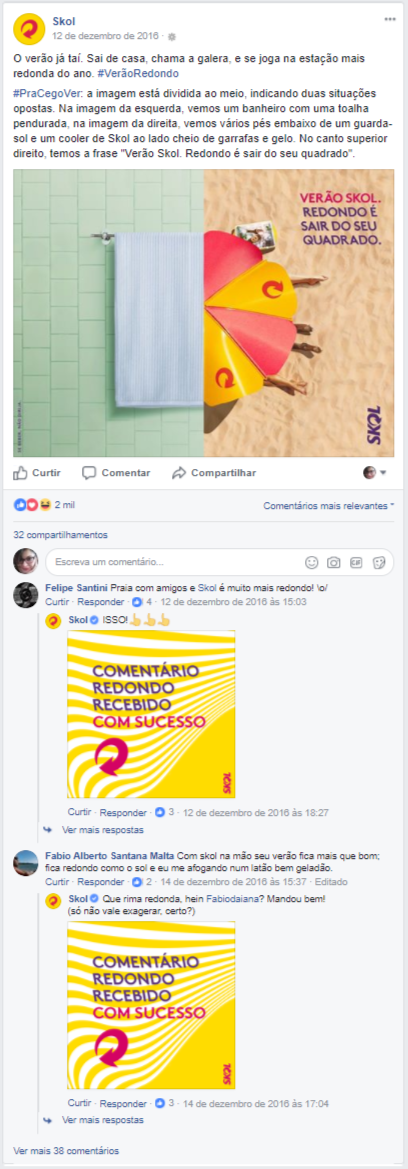 Skol
12 de dezembro de 2016 ·
O verão já taí. Sai de casa, chama a galera, e se joga na estação mais
redonda do ano. #VerãoRedondo
#PraCegoVer: a imagem está dividida ao meio, indicando duas situações
opostas. Na imagem da esquerda, vemos um banheiro com uma toalha
pendurada, na imagem da direita, vemos vários pés embaixo de um guarda-
sol e um cooler de Skol ao lado cheio de garrafas e gelo. No canto superior
direito, temos a frase "Verão Skol. Redondo é sair do seu quadrado".
VERÃO SKOL.
REDONDO É
SAIR DO SEU
QUADRADO.
SKOL
Curtir Comentar Compartilhar
2 mil Comentários mais relevantes
32 compartilhamentos
Escreva um comentário...
GIF
Felipe Santini Praia com amigos e Skol é muito mais redondo! \o/
Curtir · Responder · 4 · 12 de dezembro de 2016 às 15:03
Skol ISSO!👆👆👆
COMENTÁRIO
REDONDO
RECEBIDO
COM SUCESSO
SKOL
Curtir · Responder · 3 · 12 de dezembro de 2016 às 18:27
Ver mais respostas
Fabio Alberto Santana Malta Com skol na mão seu verão fica mais que bom;
fica redondo como o sol e eu me afogando num latão bem geladão.
Curtir · Responder · 2 · 14 de dezembro de 2016 às 15:37 · Editado
Skol Que rima redonda, hein Fabiodaiana? Mandou bem!
(só não vale exagerar, certo?)
COMENTÁRIO
REDONDO
RECEBIDO
COM SUCESSO
SKOL
Curtir · Responder · 3 · 14 de dezembro de 2016 às 17:04
Ver mais respostas
Ver mais 38 comentários